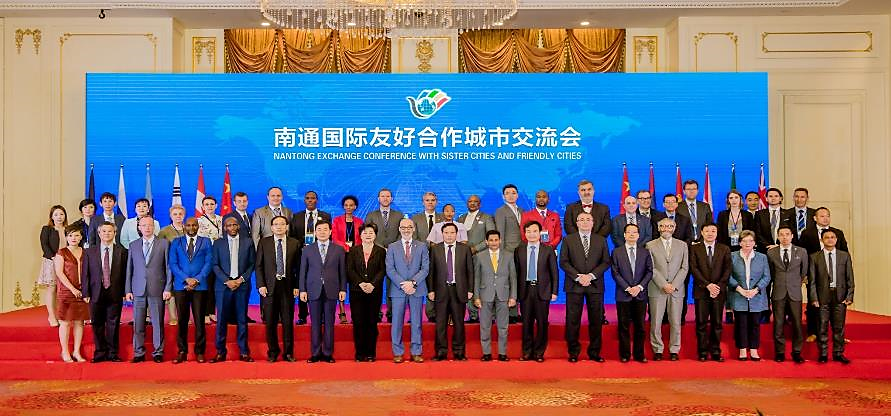 南通国际友好合作城市交流会
NANTONG EXCHANGE CONFERENCE WITH SISTER CITIES AND FRIENDLY CITIES